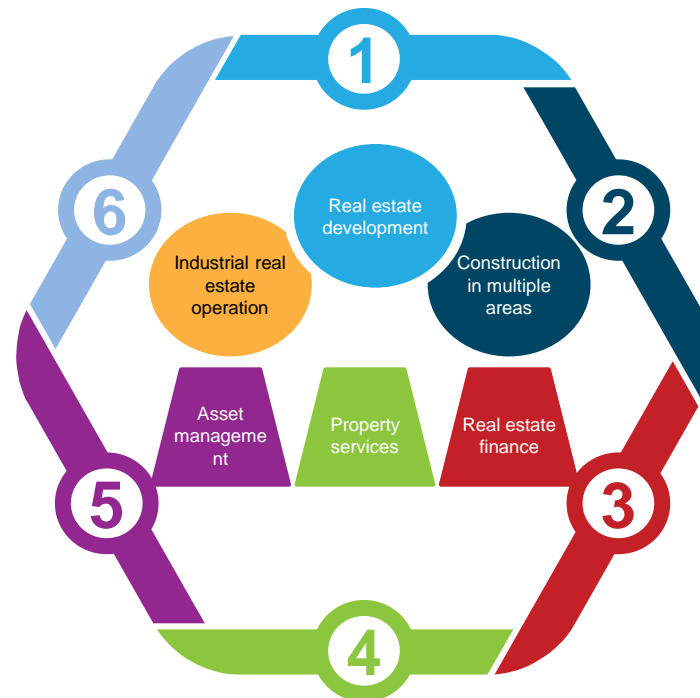 1
2
6
Real estate
development
Industrial real
estate
operation
Construction
in multiple
areas
Asset
manageme
nt
Property
services
Real estate
finance
5
3
4